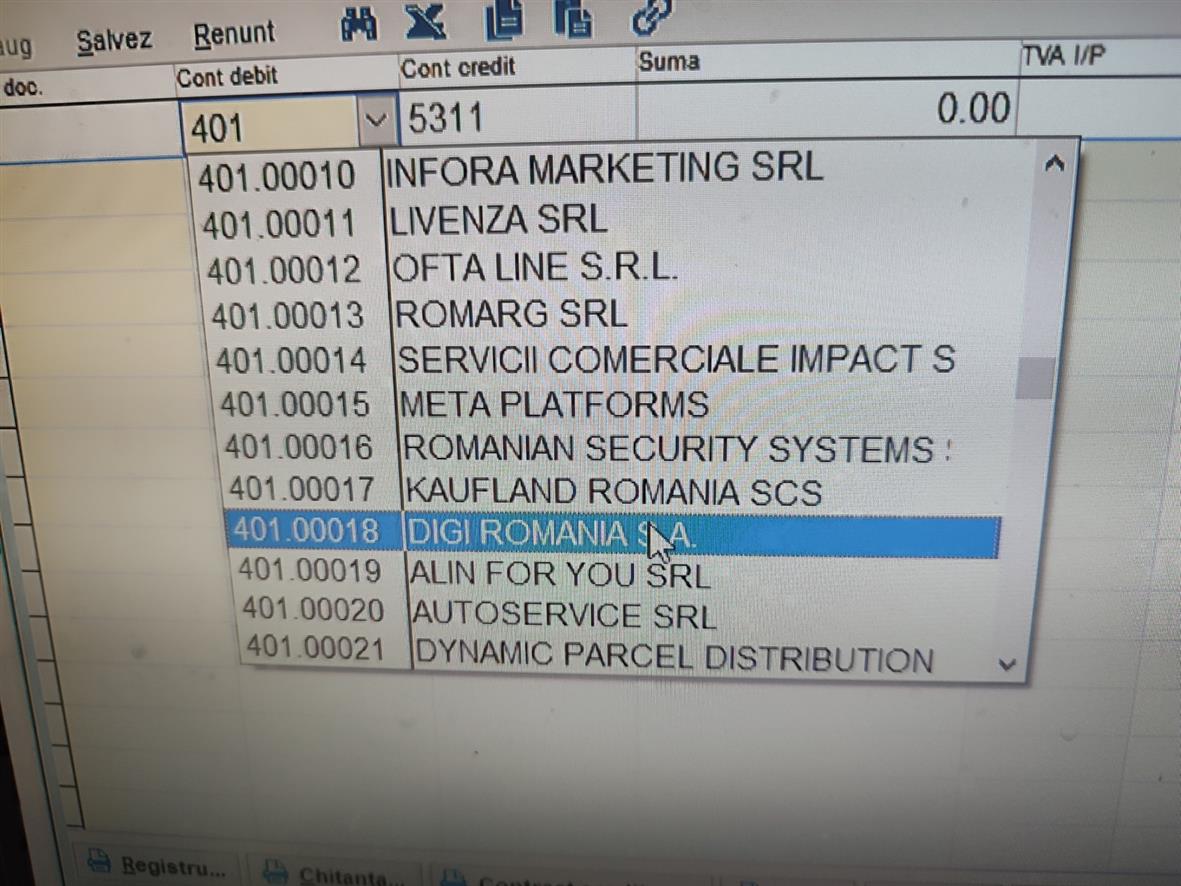 Salvez Renunt
doc. Cont debit Cont credit Suma TVA I/P
401 5311 0.00
401.00010 INFORA MARKETING SRL
401.00011 LIVENZA SRL
401.00012 OFTA LINE S.R.L.
401.00013 ROMARG SRL
401.00014 SERVICII COMERCIALE IMPACT S
401.00015 META PLATFORMS
401.00016 ROMANIAN SECURITY SYSTEMS
401.00017 KAUFLAND ROMANIA SCS
401.00018 DIGI ROMANIA S.A.
401.00019 ALIN FOR YOU SRL
401.00020 AUTOSERVICE SRL
401.00021 DYNAMIC PARCEL DISTRIBUTION
Registru... Chitanta...